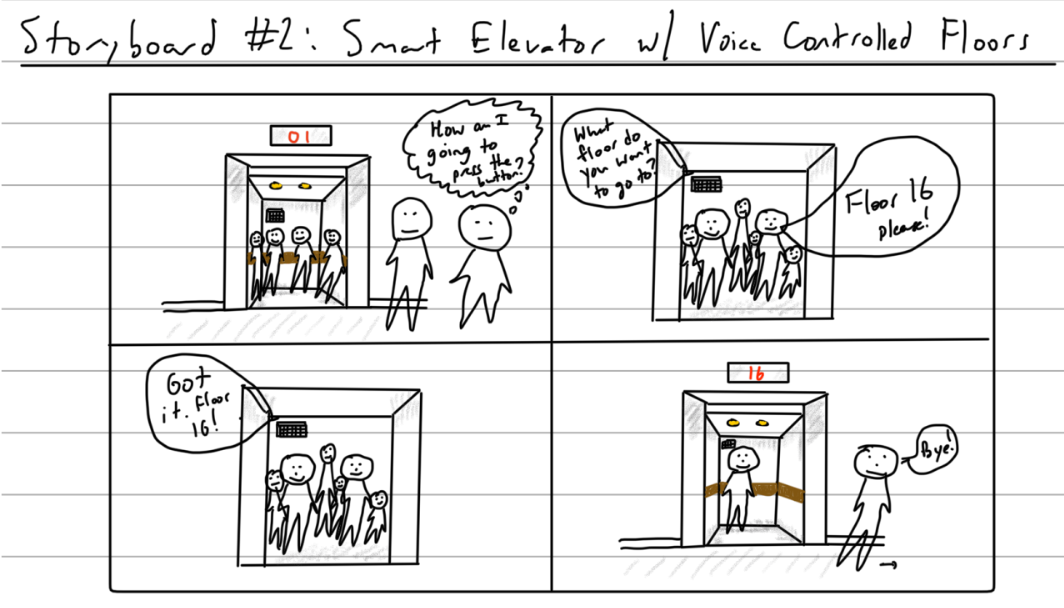 Storyboard #2: Smart Elevator w/ Voice Controlled Floors
01
How am I
going to
press the
button?
What
floor do
you want
to go to?
Floor 16
please!
Got
it. Floor
16!
16
Bye!